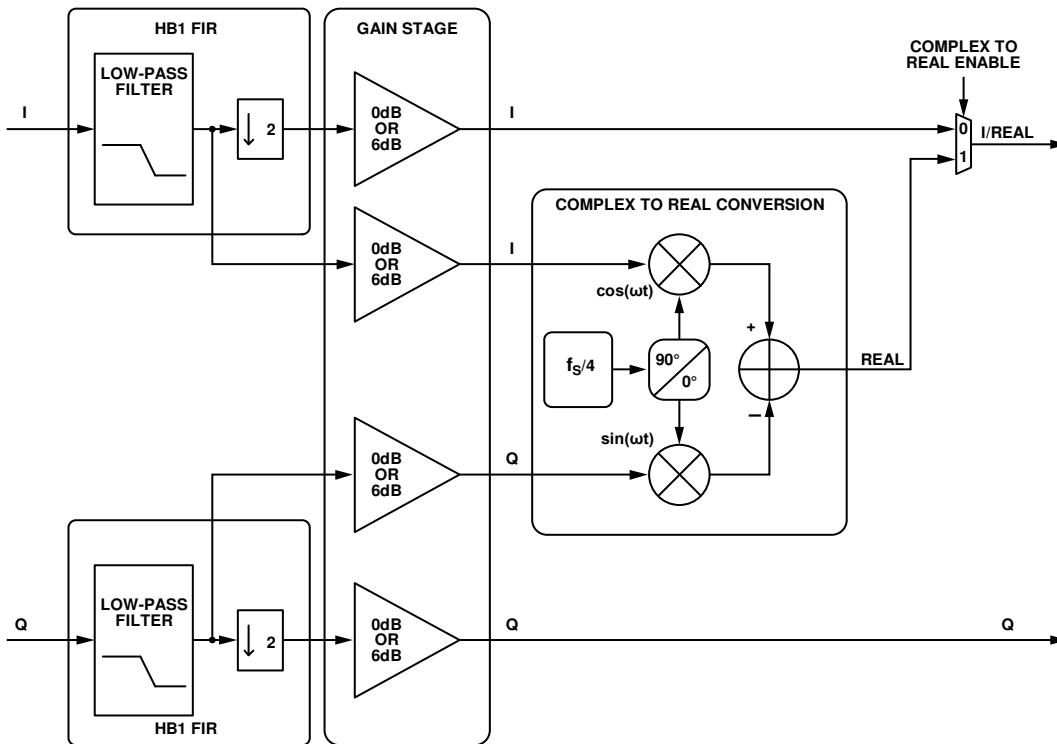 HB1 FIR
GAIN STAGE
LOW-PASS
FILTER
COMPLEX TO
REAL ENABLE
I
2
0dB
OR
6dB
I
0
1
I/REAL
COMPLEX TO REAL CONVERSION
0dB
OR
6dB
I
cos(ωt)
+
fS/4
90°
0°
REAL
–
sin(ωt)
0dB
OR
6dB
Q
LOW-PASS
FILTER
Q
2
0dB
OR
6dB
Q
Q
HB1 FIR